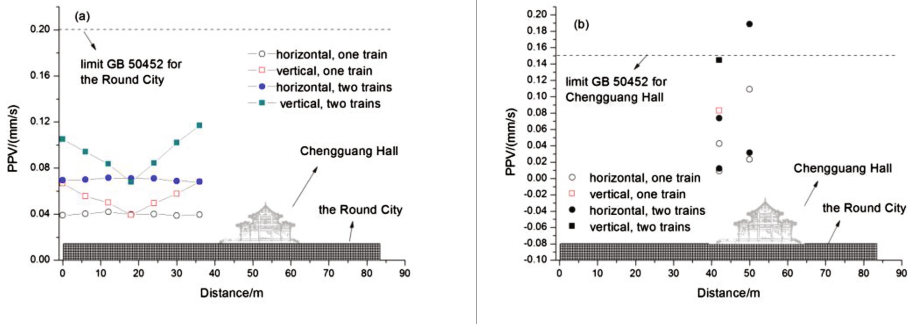 (a)
0.20
0.16
0.12
0.08
0.04
0.00
PPV/(mm/s)
limit GB 50452 for
the Round City
horizontal, one train
vertical, one train
horizontal, two trains
vertical, two trains
Chengguang Hall
the Round City
0 10 20 30 40 50 60 70 80 90
Distance/m
(b)
0.20
0.18
0.16
0.14
0.12
0.10
0.08
0.06
0.04
0.02
0.00
-0.02
-0.04
-0.06
-0.08
-0.10
PPV/(mm/s)
limit GB 50452 for
Chengguang Hall
horizontal, one train
vertical, one train
horizontal, two trains
vertical, two trains
Chengguang Hall
the Round City
0 10 20 30 40 50 60 70 80 90
Distance/m